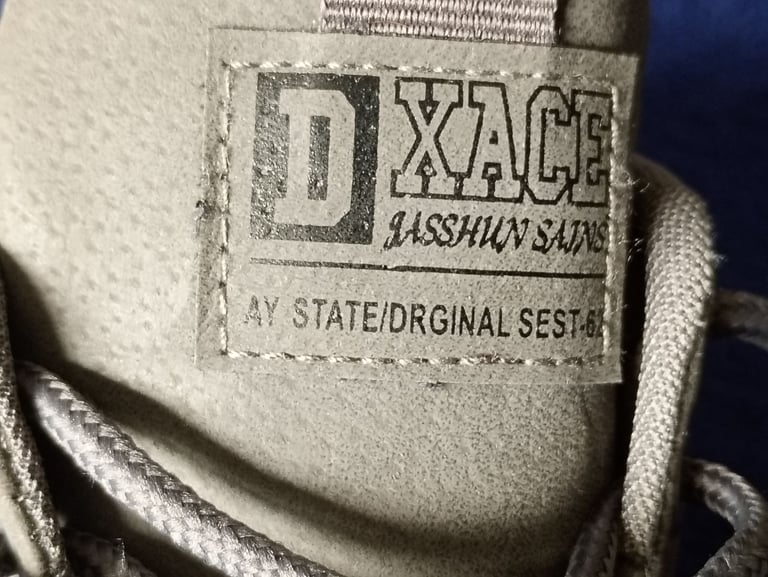 D XACE
JASSHUN SAINS
AY STATE/DRGINAL SEST-6